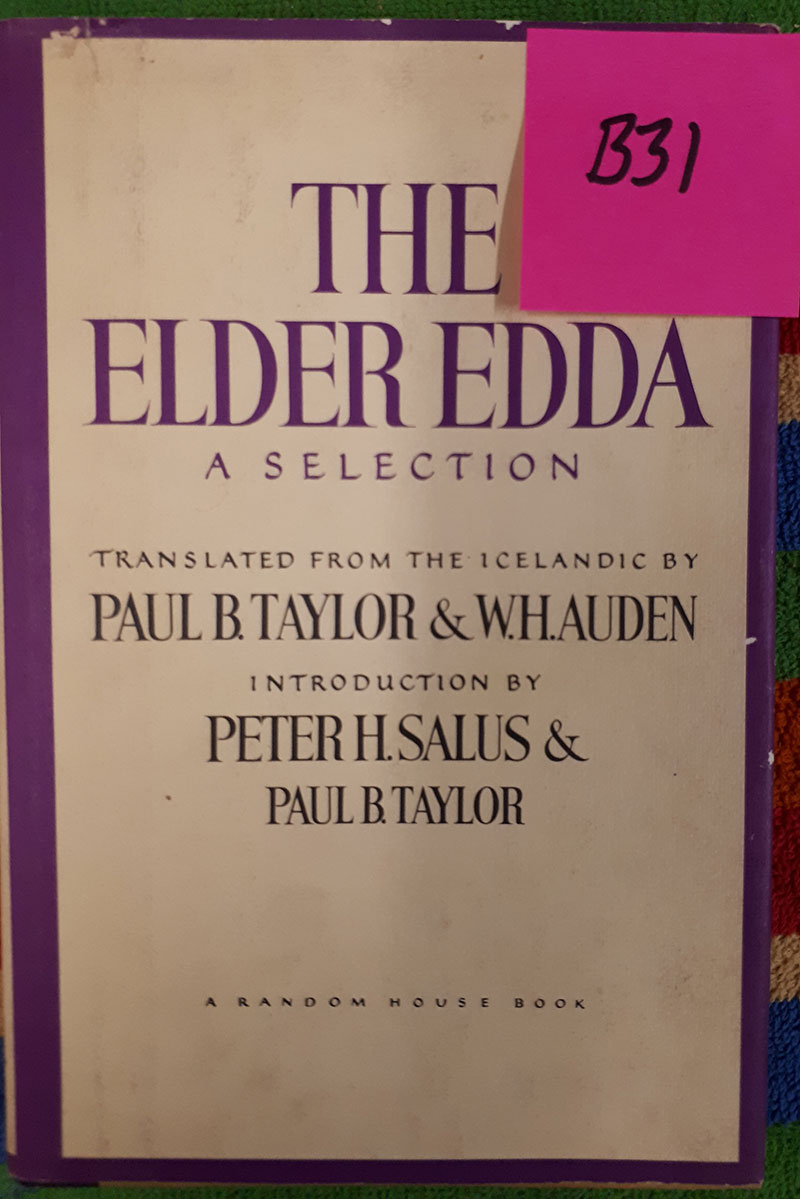 B31
THE
ELDER EDDA
A SELECTION
TRANSLATED FROM THE ICELANDIC BY
PAUL B. TAYLOR & W.H. AUDEN
INTRODUCTION BY
PETER H. SALUS &
PAUL B. TAYLOR
A RANDOM HOUSE BOOK